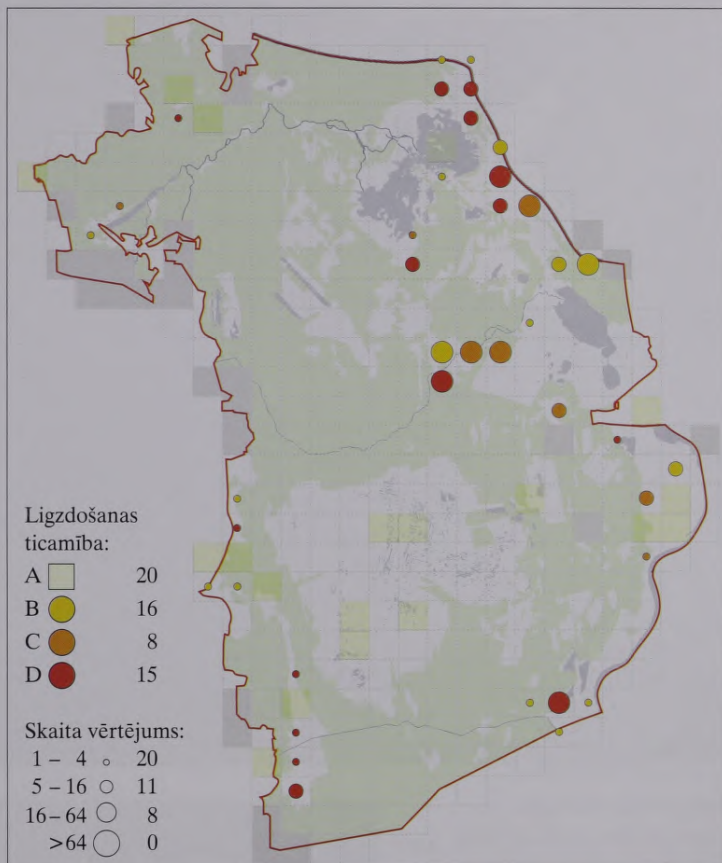 Ligzdošanas
ticamība:
A 20
B 16
C 8
D 15
Skaita vērtējums:
1 – 4 20
5 – 16 11
16–64 8
>64 0